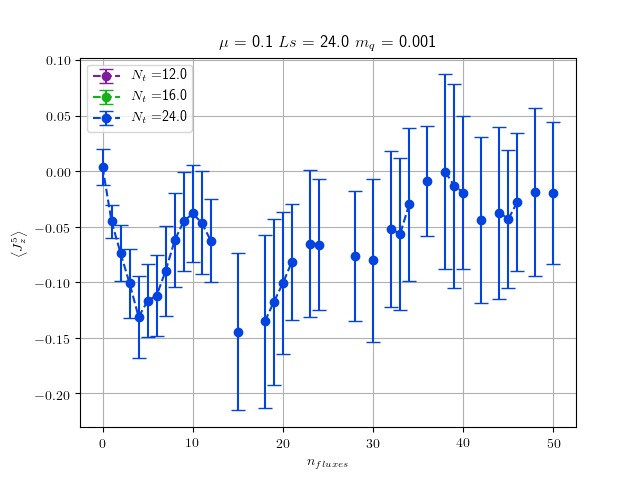 μ = 0.1 Ls = 24.0 m_q = 0.001
N_t =12.0
N_t =16.0
N_t =24.0
0.10
0.05
0.00
−0.05
−0.10
−0.15
−0.20
⟨J_z^5⟩
0 10 20 30 40 50
n_{fluxes}